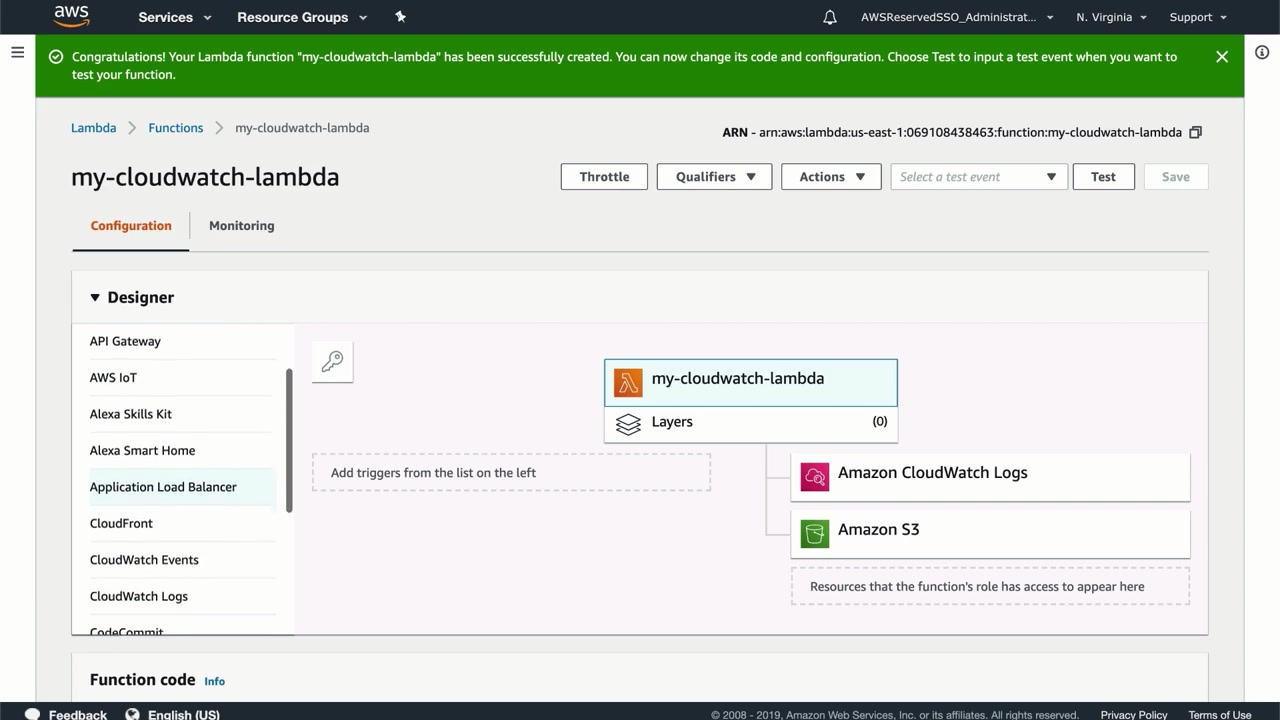 aws
Services
Resource Groups
AWSReservedSSO_Administrat...
N. Virginia
Support
Congratulations! Your Lambda function "my-cloudwatch-lambda" has been successfully created. You can now change its code and configuration. Choose Test to input a test event when you want to
test your function.
Lambda
Functions
my-cloudwatch-lambda
ARN - arn:aws:lambda:us-east-1:069108438463:function:my-cloudwatch-lambda
my-cloudwatch-lambda
Throttle
Qualifiers
Actions
Select a test event
Test
Save
Configuration
Monitoring
Designer
API Gateway
AWS IoT
Alexa Skills Kit
Alexa Smart Home
Application Load Balancer
CloudFront
CloudWatch Events
CloudWatch Logs
CodeCommit
my-cloudwatch-lambda
Layers (0)
Add triggers from the list on the left
Amazon CloudWatch Logs
Amazon S3
Resources that the function's role has access to appear here
Function code Info
Feedback
English (US)
© 2008 - 2019, Amazon Web Services, Inc. or its affiliates. All rights reserved.
Privacy Policy
Terms of Use